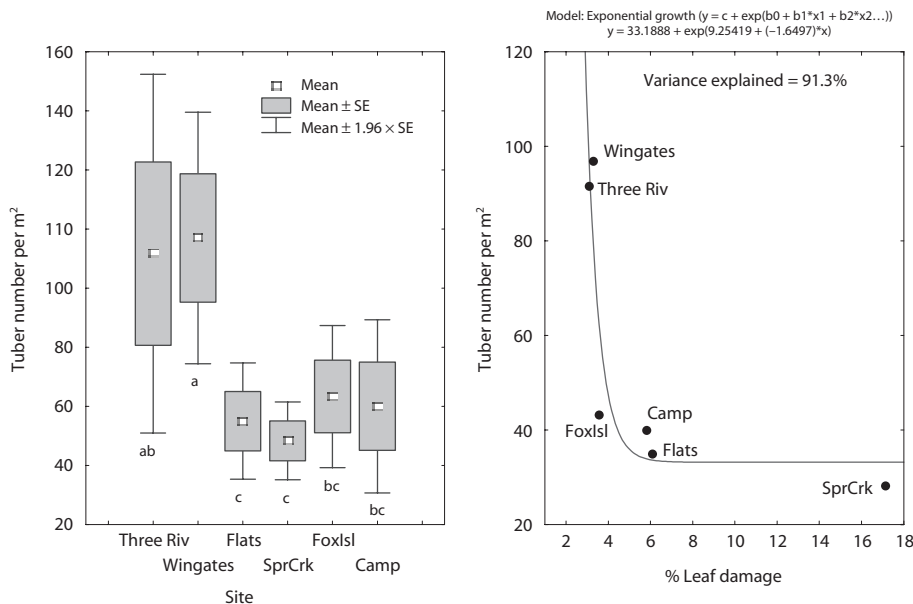 160
140
120
110
100
80
60
40
20
Tuber number per m²
Mean
Mean ± SE
Mean ± 1.96 × SE
ab
a
c
c
bc
bc
Three Riv
Flats
FoxIsl
Wingates
SprCrk
Camp
Site
Model: Exponential growth (y = c + exp(b0 + b1*x1 + b2*x2…))
y = 33.1888 + exp(9.25419 + (−1.6497)*x)
120
100
80
60
40
20
Tuber number per m²
Variance explained = 91.3%
Wingates
Three Riv
FoxIsl
Camp
Flats
SprCrk
2 4 6 8 10 12 14 16 18
% Leaf damage